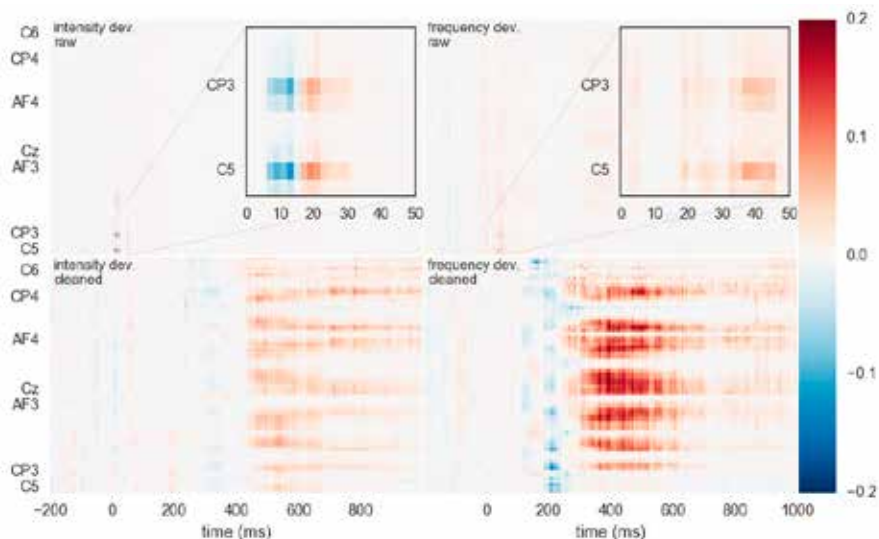 intensity dev.
raw
frequency dev.
raw
C6
CP4
AF4
Cz
AF3
CP3
C5
CP3
C5
0 10 20 30 40 50
CP3
C5
0 10 20 30 40 50
intensity dev.
cleaned
frequency dev.
cleaned
C6
CP4
AF4
Cz
AF3
CP3
C5
−200 0 200 400 600 800
time (ms)
0 200 400 600 800 1000
time (ms)
0.2
0.1
0.0
−0.1
−0.2